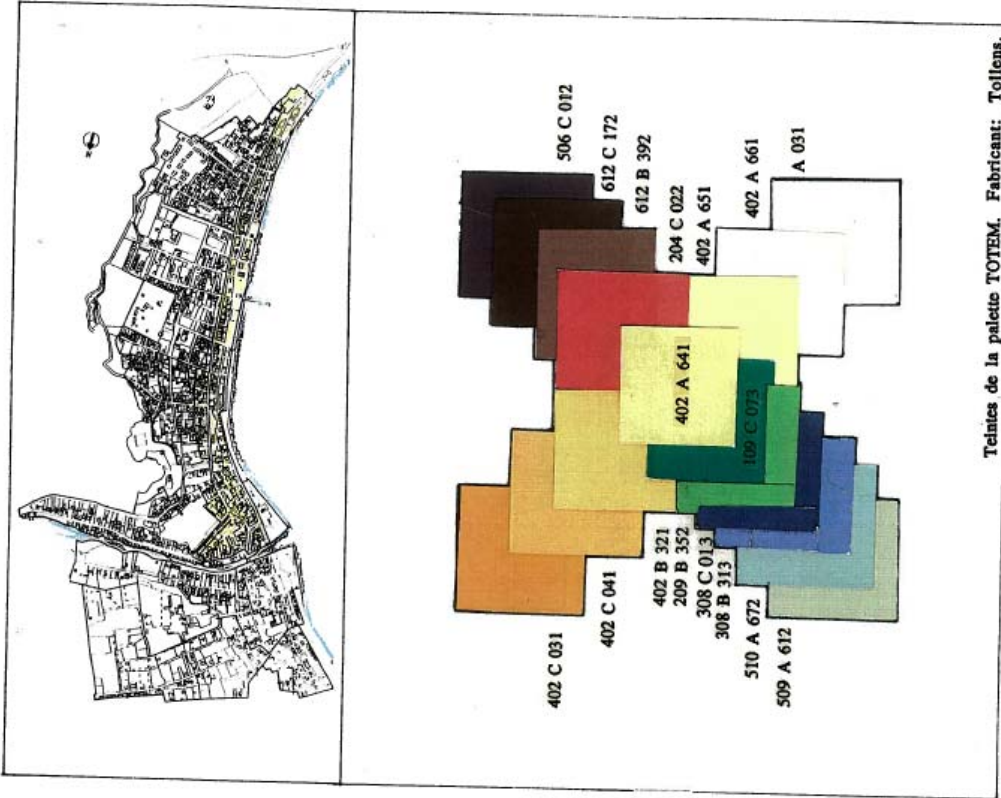 506 C 012
612 C 172
612 B 392
204 C 022
402 A 651
402 A 661
A 031
402 A 641
109 C 073
402 C 031
402 C 041
402 B 321
209 B 352
308 C 013
308 B 313
510 A 672
509 A 612
Teintes de la palette TOTEM. Fabricant: Tollens.